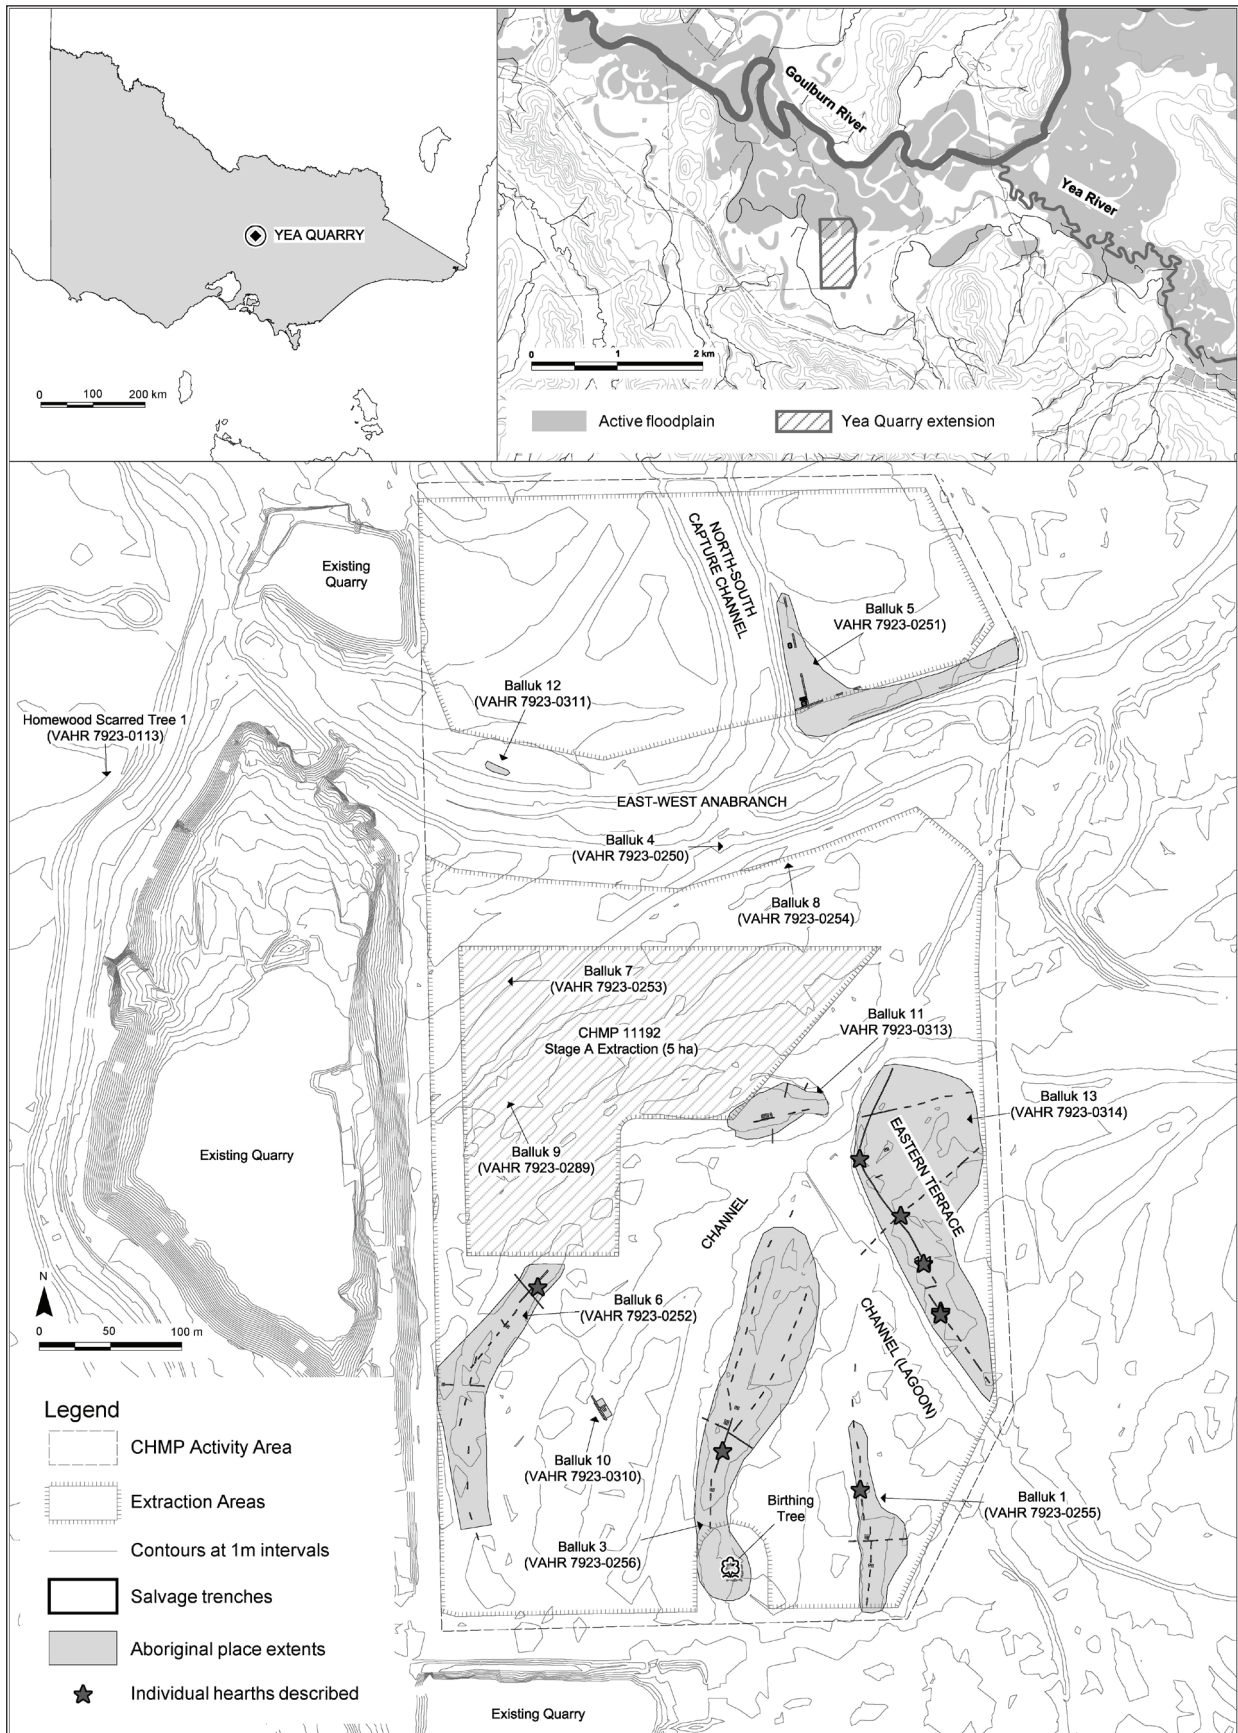 YEA QUARRY
0 100 200 km
Goulburn River
Yea River
0 1 2 km
Active floodplain
Yea Quarry extension
Existing
Quarry
NORTH-SOUTH
CAPTURE CHANNEL
Balluk 5
VAHR 7923-0251)
Balluk 12
(VAHR 7923-0311)
Homewood Scarred Tree 1
(VAHR 7923-0113)
EAST-WEST ANABRANCH
Balluk 4
(VAHR 7923-0250)
Balluk 8
(VAHR 7923-0254)
Balluk 7
(VAHR 7923-0253)
Balluk 11
VAHR 7923-0313)
CHMP 11192
Stage A Extraction (5 ha)
Balluk 13
(VAHR 7923-0314)
Existing Quarry
Balluk 9
(VAHR 7923-0289)
EASTERN TERRACE
CHANNEL
N
0 50 100 m
Balluk 6
(VAHR 7923-0252)
CHANNEL (LAGOON)
Balluk 10
(VAHR 7923-0310)
Birthing
Tree
Balluk 1
(VAHR 7923-0255)
Balluk 3
(VAHR 7923-0256)
Legend
CHMP Activity Area
Extraction Areas
Contours at 1m intervals
Salvage trenches
Aboriginal place extents
Individual hearths described
Existing Quarry